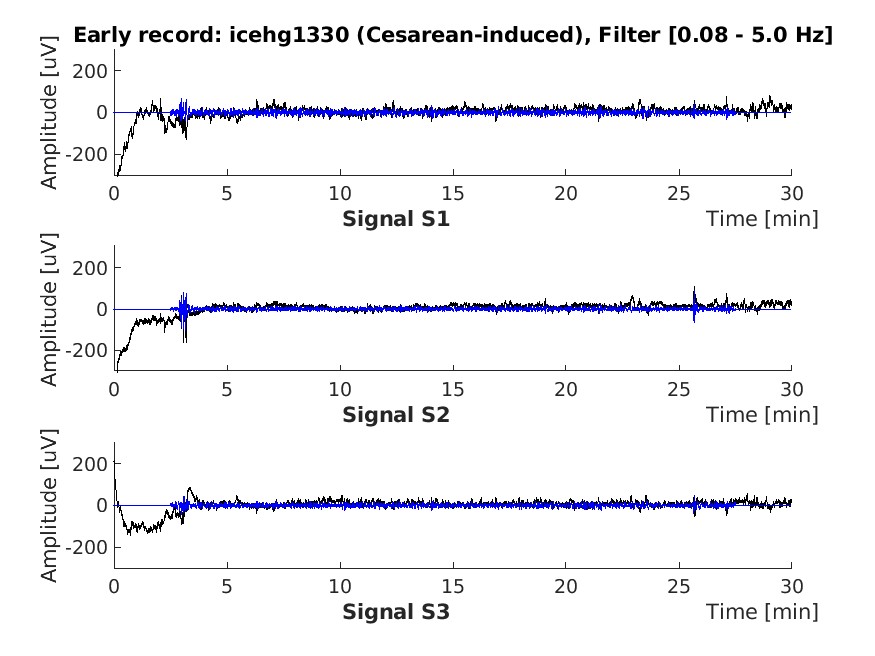 Early record: icehg1330 (Cesarean-induced), Filter [0.08 - 5.0 Hz]
Amplitude [uV]
200
0
-200
0 5 10 15 20 25 30
Signal S1 Time [min]
Amplitude [uV]
200
0
-200
0 5 10 15 20 25 30
Signal S2 Time [min]
Amplitude [uV]
200
0
-200
0 5 10 15 20 25 30
Signal S3 Time [min]